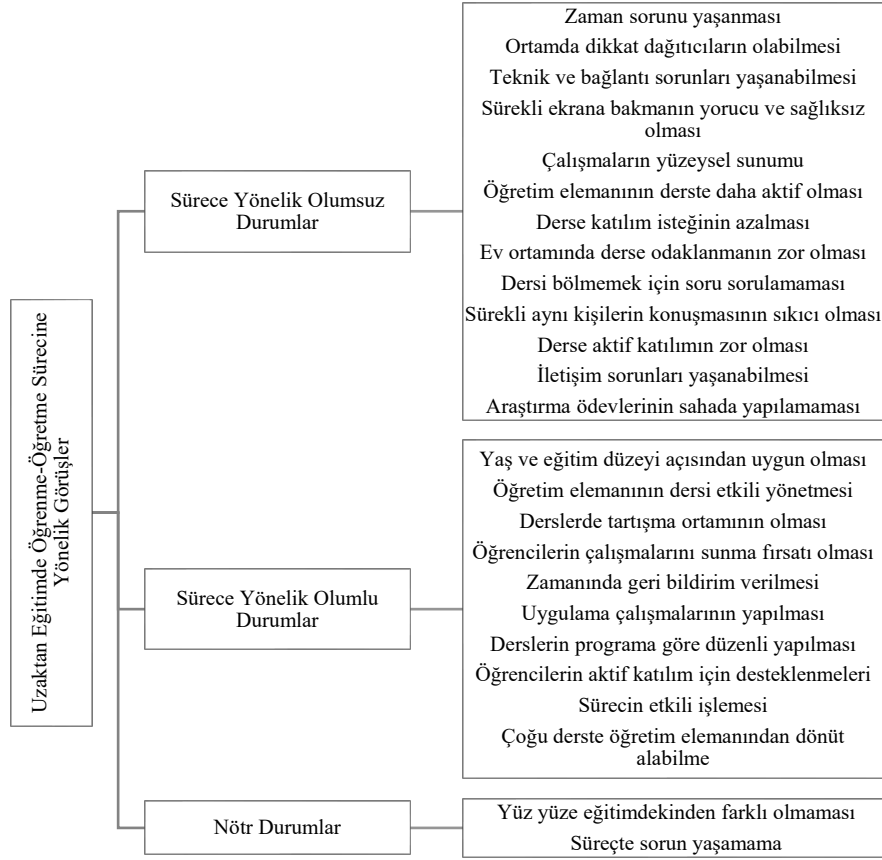 Uzaktan Eğitimde Öğrenme-Öğretme Sürecine
Yönelik Görüşler
Sürece Yönelik Olumsuz
Durumlar
Zaman sorunu yaşanması
Ortamda dikkat dağıtıcıların olabilmesi
Teknik ve bağlantı sorunları yaşanabilmesi
Sürekli ekrana bakmanın yorucu ve sağlıksız
olması
Çalışmaların yüzeysel sunumu
Öğretim elemanının derste daha aktif olması
Derse katılım isteğinin azalması
Ev ortamında derse odaklanmanın zor olması
Dersi bölmemek için soru sorulamaması
Sürekli aynı kişilerin konuşmasının sıkıcı olması
Derse aktif katılımın zor olması
İletişim sorunları yaşanabilmesi
Araştırma ödevlerinin sahada yapılamaması
Sürece Yönelik Olumlu
Durumlar
Yaş ve eğitim düzeyi açısından uygun olması
Öğretim elemanının dersi etkili yönetmesi
Derslerde tartışma ortamının olması
Öğrencilerin çalışmalarını sunma fırsatı olması
Zamanında geri bildirim verilmesi
Uygulama çalışmalarının yapılması
Derslerin programa göre düzenli yapılması
Öğrencilerin aktif katılım için desteklenmeleri
Sürecin etkili işlemesi
Çoğu derste öğretim elemanından dönüt
alabilme
Nötr Durumlar
Yüz yüze eğitimdekinden farklı olmaması
Süreçte sorun yaşamama